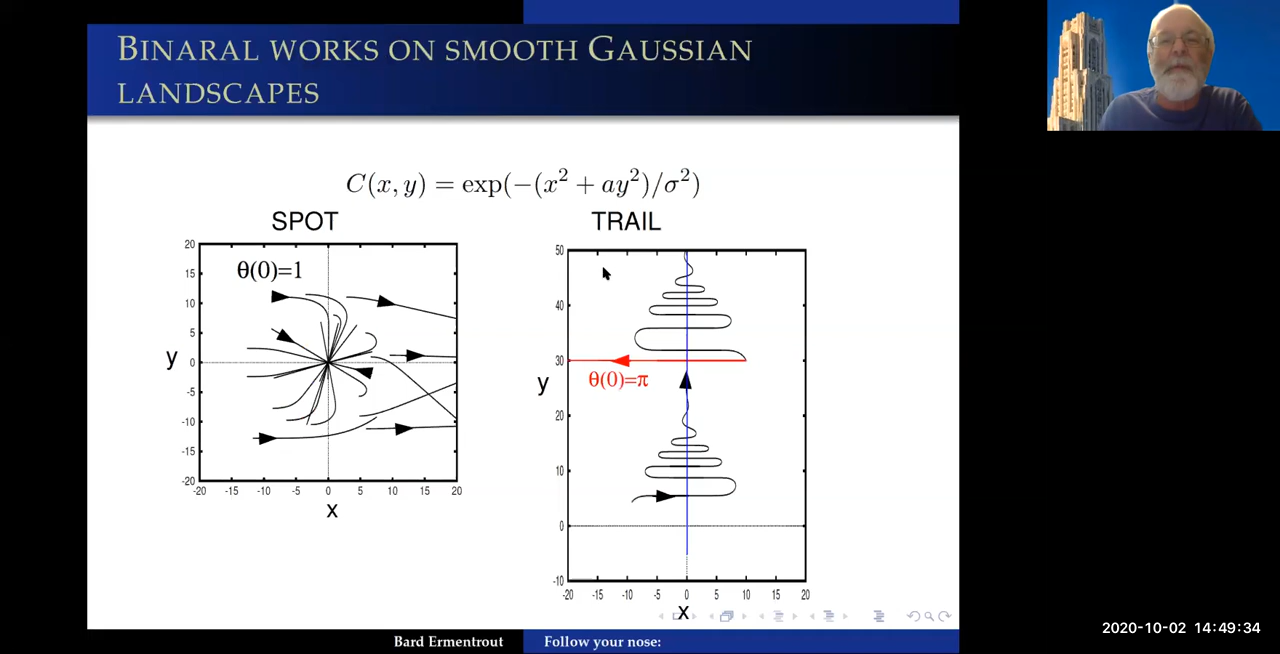 BINARAL WORKS ON SMOOTH GAUSSIAN
LANDSCAPES
C(x, y) = exp(−(x² + ay²)/σ²)
SPOT
θ(0)=1
20
15
10
5
0
-5
-10
-15
-20
y
-20 -15 -10 -5 0 5 10 15 20
x
TRAIL
50
40
30
20
10
0
-10
y
θ(0)=π
-20 -15 -10 -5 0 5 10 15 20
x
Bard Ermentrout
Follow your nose:
2020-10-02 14:49:34